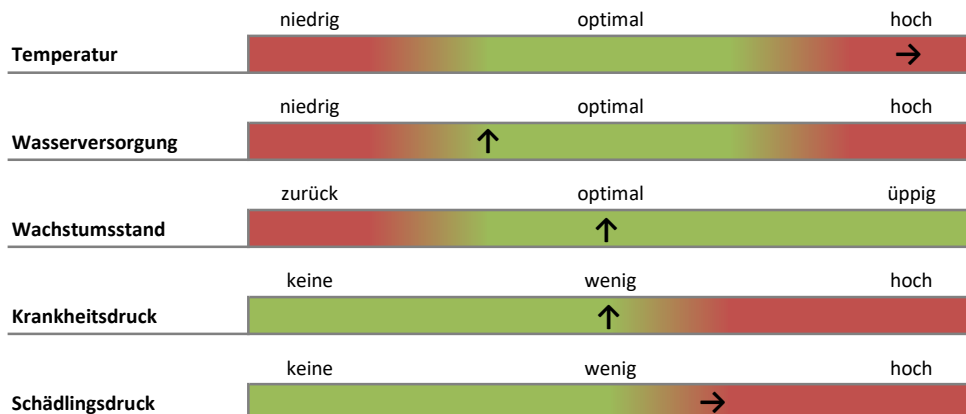 niedrig optimal hoch
Temperatur
niedrig optimal hoch
Wasserversorgung
zurück optimal üppig
Wachstumsstand
keine wenig hoch
Krankheitsdruck
keine wenig hoch
Schädlingsdruck